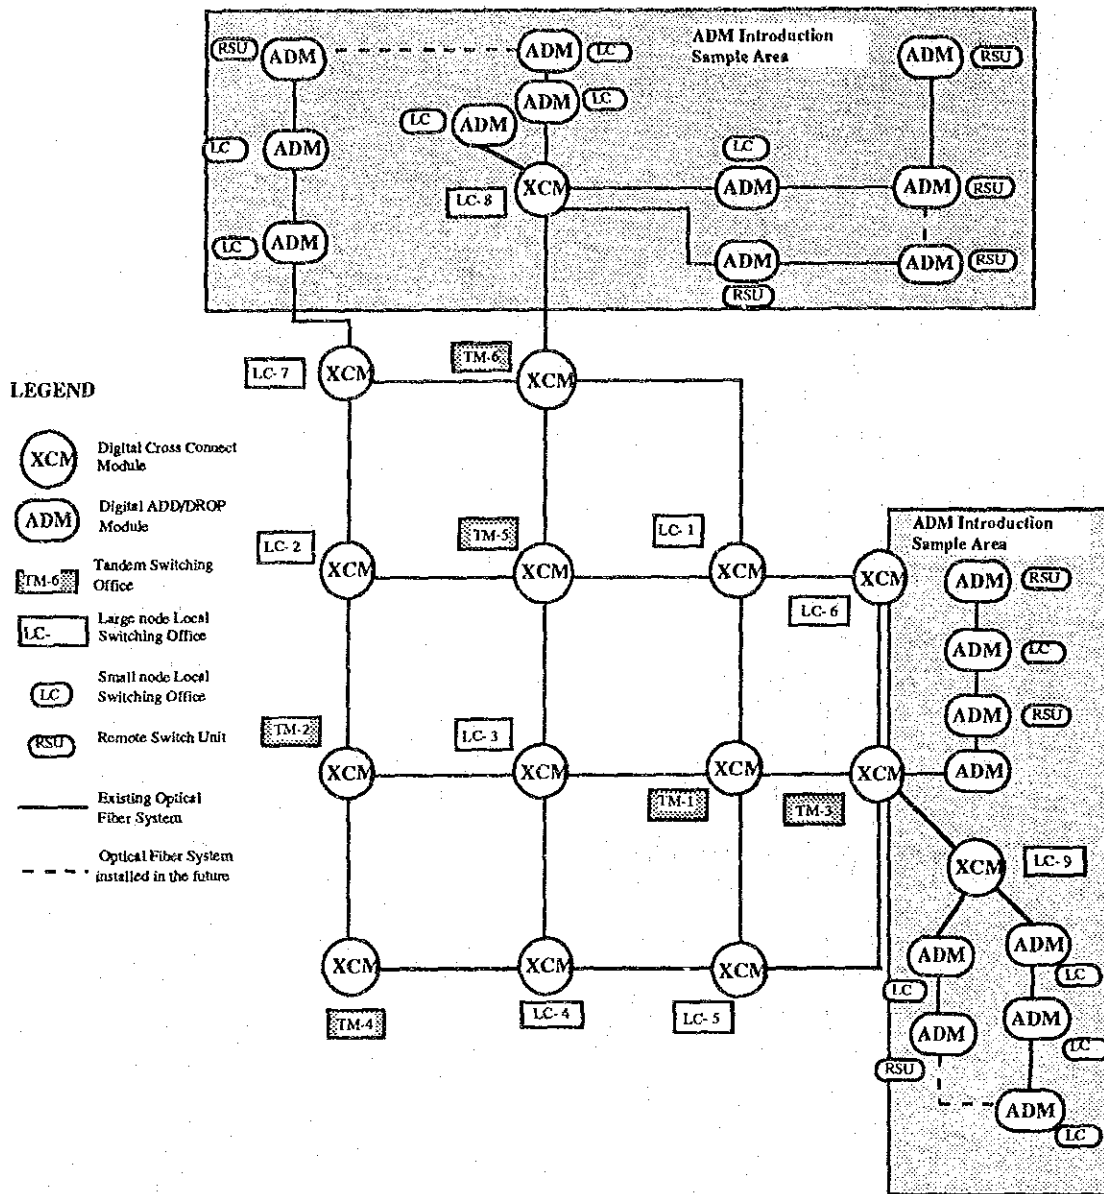 ADM Introduction
Sample Area
RSU
ADM
ADM
LC
ADM
RSU
ADM
LC
LC
ADM
LC
ADM
LC
XCM
LC- 8
ADM
ADM
RSU
LC
ADM
ADM
RSU
ADM
RSU
LC- 7
XCM
TM-6
XCM
LEGEND
XCM
Digital Cross Connect
Module
ADM
Digital ADD/DROP
Module
TM-6
Tandem Switching
Office
LC-
Large node Local
Switching Office
LC
Small node Local
Switching Office
RSU
Remote Switch Unit
Existing Optical
Fiber System
Optical Fiber System
installed in the future
LC- 2
XCM
TM-5
XCM
LC- 1
XCM
XCM
LC- 6
ADM Introduction
Sample Area
ADM
RSU
ADM
LC
ADM
RSU
ADM
TM-2
XCM
LC- 3
XCM
XCM
TM-1
XCM
TM-3
XCM
LC- 9
ADM
LC
ADM
LC
ADM
RSU
ADM
LC
ADM
LC
XCM
TM-4
XCM
LC- 4
XCM
LC- 5